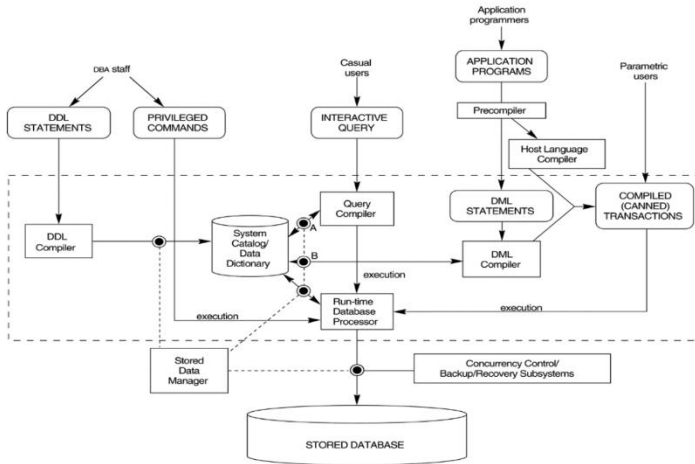 Application
programmers
DBA staff
Casual
users
Parametric
users
DDL
STATEMENTS
PRIVILEGED
COMMANDS
INTERACTIVE
QUERY
APPLICATION
PROGRAMS
Precompiler
Host Language
Compiler
DML
STATEMENTS
COMPILED
(CANNED)
TRANSACTIONS
Query
Compiler
DDL
Compiler
System
Catalog/
Data
Dictionary
A
B
DML
Compiler
execution
Run-time
Database
Processor
execution
execution
Stored
Data
Manager
Concurrency Control/
Backup/Recovery Subsystems
STORED DATABASE